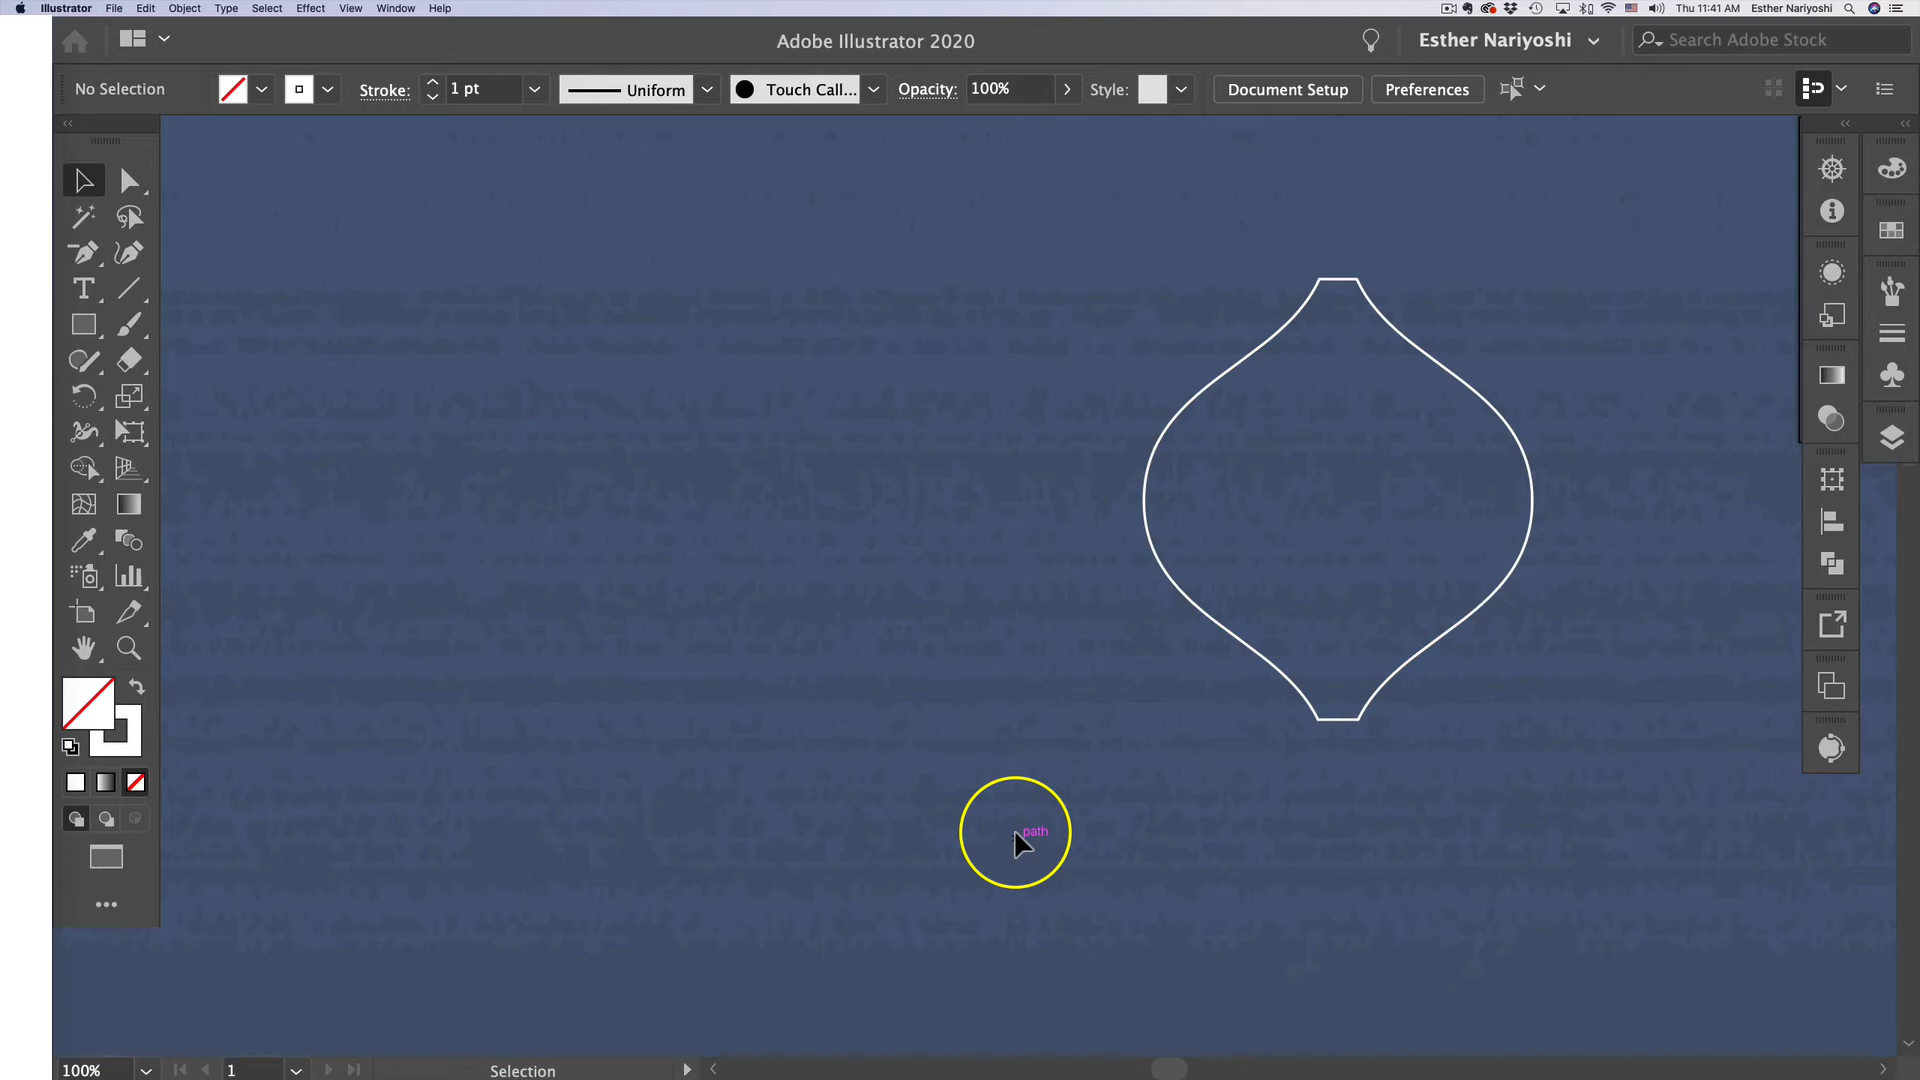 Illustrator File Edit Object Type Select Effect View Window Help Thu 11:41 AM Esther Nariyoshi
Adobe Illustrator 2020 Esther Nariyoshi Search Adobe Stock
No Selection Stroke: 1 pt Uniform Touch Call... Opacity: 100% Style: Document Setup Preferences
path
100% 1 Selection